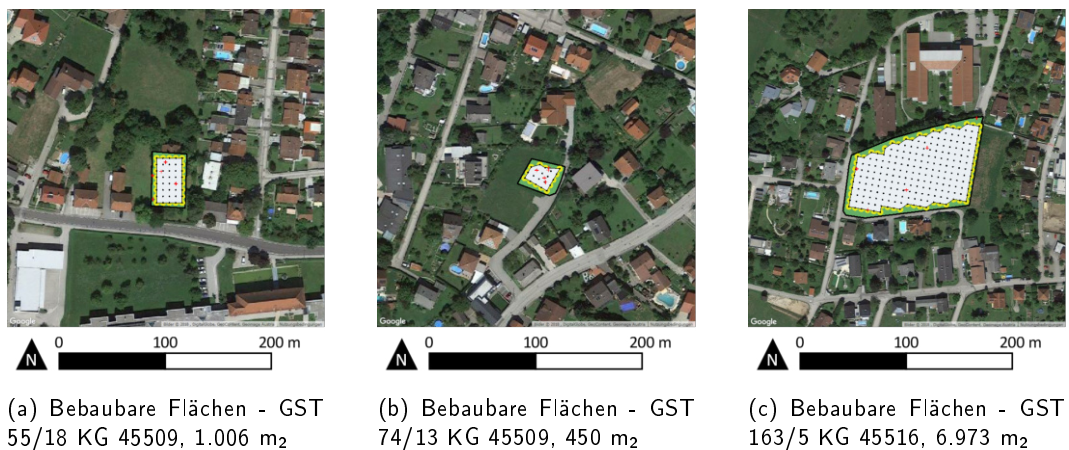 Google
Google
Google
N 0 100 200 m
N 0 100 200 m
N 0 100 200 m
(a) Bebaubare Flächen - GST
55/18 KG 45509, 1.006 m₂
(b) Bebaubare Flächen - GST
74/13 KG 45509, 450 m₂
(c) Bebaubare Flächen - GST
163/5 KG 45516, 6.973 m₂